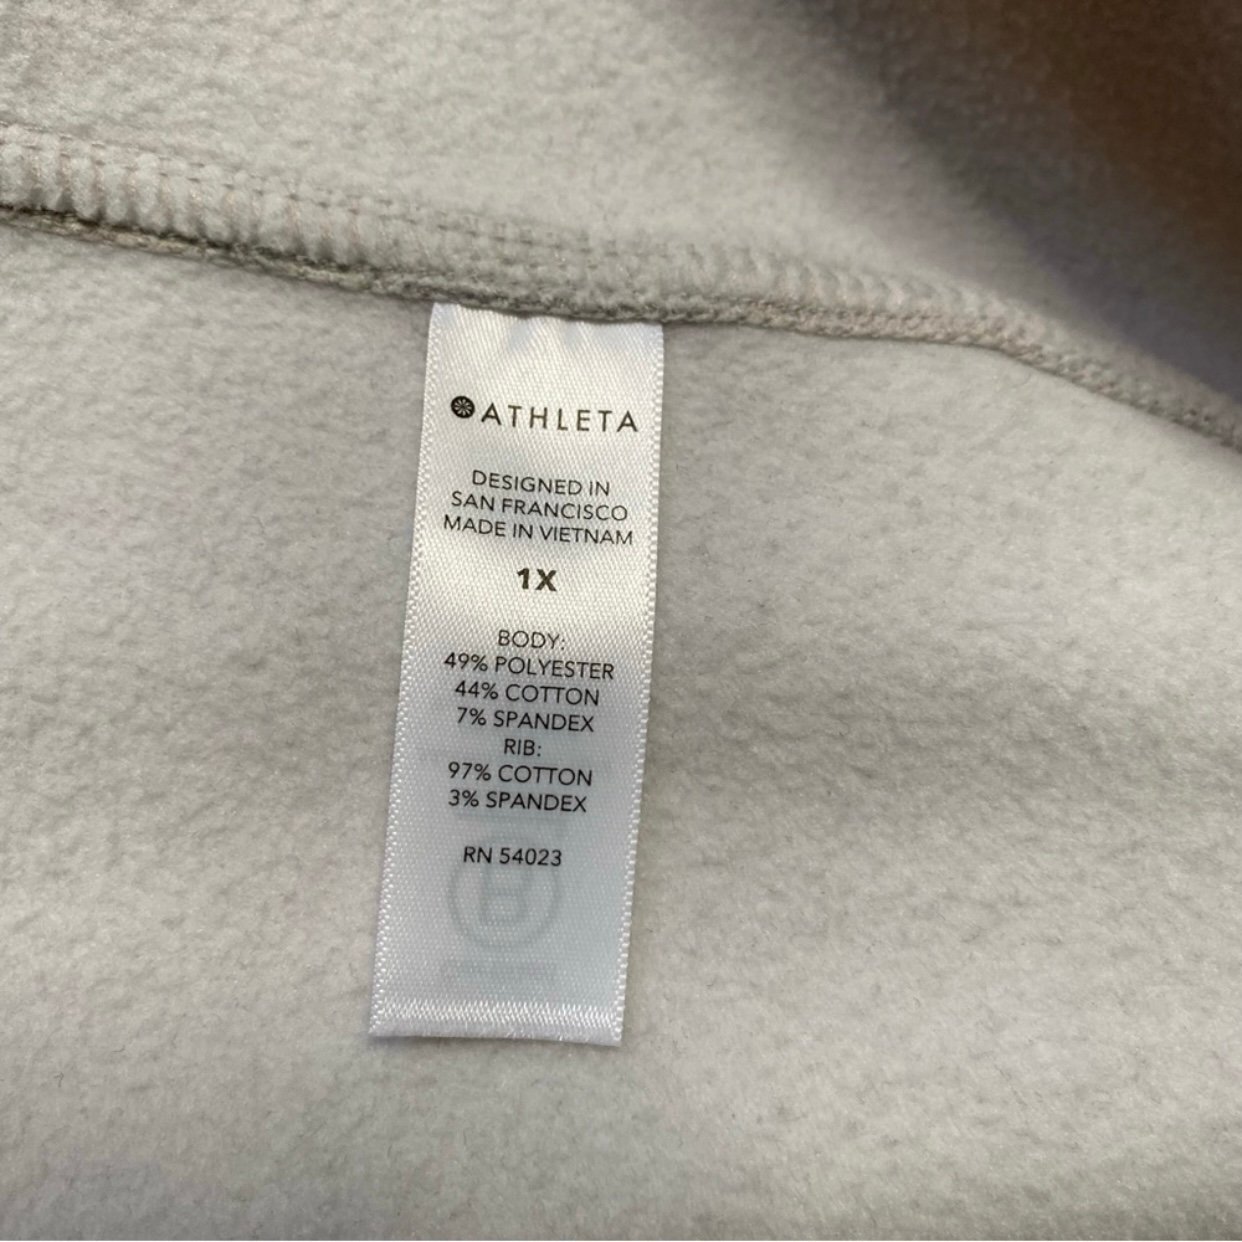 ATHLETA
DESIGNED IN
SAN FRANCISCO
MADE IN VIETNAM
1X
BODY:
49% POLYESTER
44% COTTON
7% SPANDEX
RIB:
97% COTTON
3% SPANDEX
RN 54023